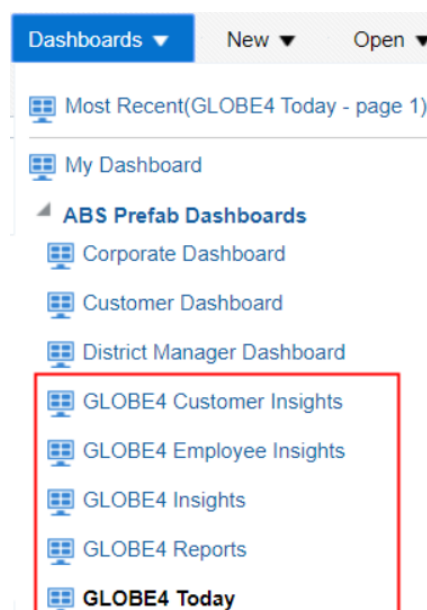 Dashboards New Open
Most Recent(GLOBE4 Today - page 1)
My Dashboard
ABS Prefab Dashboards
Corporate Dashboard
Customer Dashboard
District Manager Dashboard
GLOBE4 Customer Insights
GLOBE4 Employee Insights
GLOBE4 Insights
GLOBE4 Reports
GLOBE4 Today